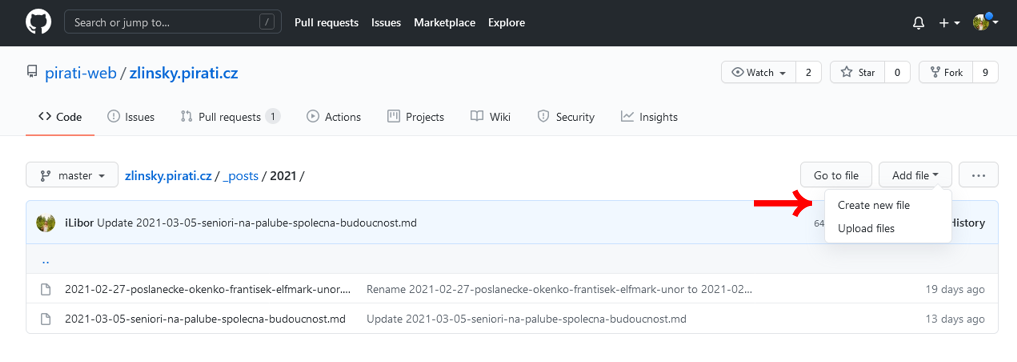 Search or jump to... / Pull requests Issues Marketplace Explore
pirati-web / zlinsky.pirati.cz Watch 2 Star 0 Fork 9
Code Issues Pull requests 1 Actions Projects Wiki Security Insights
master zlinsky.pirati.cz / _posts / 2021 / Go to file Add file ...
Create new file
Upload files
iLibor Update 2021-03-05-seniori-na-palube-spolecna-budoucnost.md 64 History
..
2021-02-27-poslanecke-okenko-frantisek-elfmark-unor.... Rename 2021-02-27-poslanecke-okenko-frantisek-elfmark-unor to 2021-02... 19 days ago
2021-03-05-seniori-na-palube-spolecna-budoucnost.md Update 2021-03-05-seniori-na-palube-spolecna-budoucnost.md 13 days ago